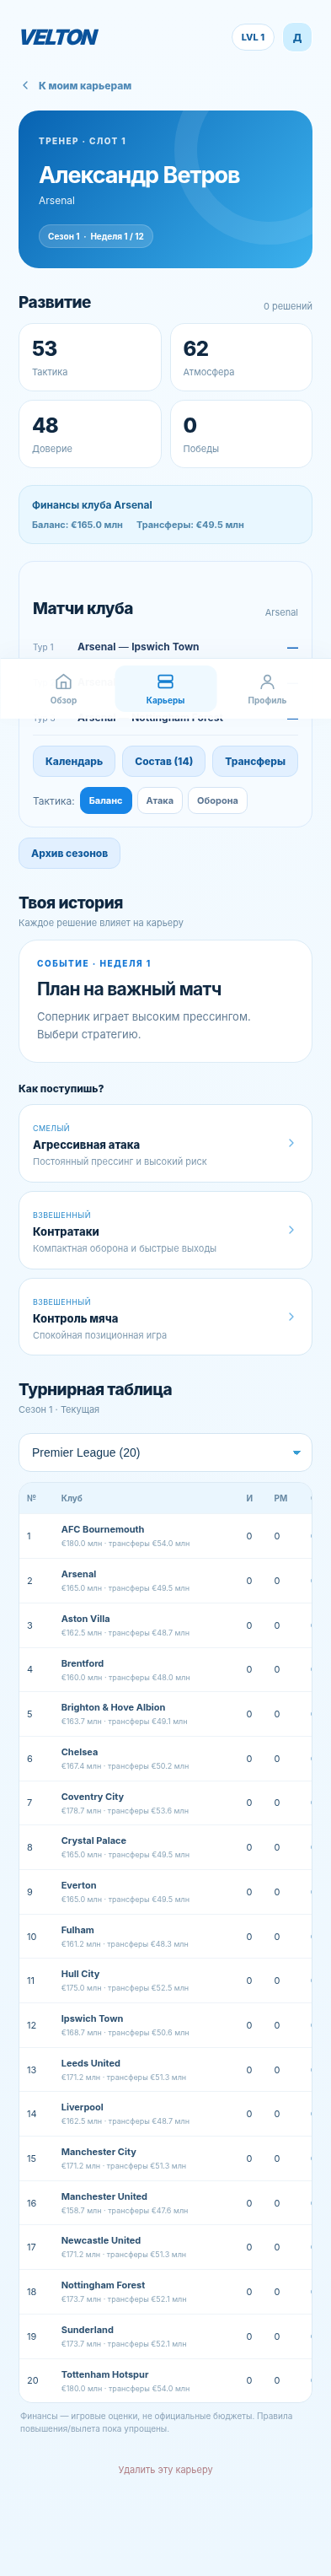 VELTON
LVL 1
Д
К моим карьерам
ТРЕНЕР · СЛОТ 1
Александр Ветров
Arsenal
Сезон 1 · Неделя 1 / 12
Развитие
0 решений
53
Тактика
62
Атмосфера
48
Доверие
0
Победы
Финансы клуба Arsenal
Баланс: €165.0 млн Трансферы: €49.5 млн
Матчи клуба
Arsenal
Тур 1 Arsenal — Ipswich Town —
Обзор
Карьеры
Профиль
Календарь
Состав (14)
Трансферы
Тактика: Баланс Атака Оборона
Архив сезонов
Твоя история
Каждое решение влияет на карьеру
СОБЫТИЕ · НЕДЕЛЯ 1
План на важный матч
Соперник играет высоким прессингом.
Выбери стратегию.
Как поступишь?
СМЕЛЫЙ
Агрессивная атака
Постоянный прессинг и высокий риск
ВЗВЕШЕННЫЙ
Контратаки
Компактная оборона и быстрые выходы
ВЗВЕШЕННЫЙ
Контроль мяча
Спокойная позиционная игра
Турнирная таблица
Сезон 1 · Текущая
Premier League (20)
№ Клуб И РМ
1 AFC Bournemouth 0 0
€180.0 млн · трансферы €54.0 млн
2 Arsenal 0 0
€165.0 млн · трансферы €49.5 млн
3 Aston Villa 0 0
€162.5 млн · трансферы €48.7 млн
4 Brentford 0 0
€160.0 млн · трансферы €48.0 млн
5 Brighton & Hove Albion 0 0
€163.7 млн · трансферы €49.1 млн
6 Chelsea 0 0
€167.4 млн · трансферы €50.2 млн
7 Coventry City 0 0
€178.7 млн · трансферы €53.6 млн
8 Crystal Palace 0 0
€165.0 млн · трансферы €49.5 млн
9 Everton 0 0
€165.0 млн · трансферы €49.5 млн
10 Fulham 0 0
€161.2 млн · трансферы €48.3 млн
11 Hull City 0 0
€175.0 млн · трансферы €52.5 млн
12 Ipswich Town 0 0
€168.7 млн · трансферы €50.6 млн
13 Leeds United 0 0
€171.2 млн · трансферы €51.3 млн
14 Liverpool 0 0
€162.5 млн · трансферы €48.7 млн
15 Manchester City 0 0
€171.2 млн · трансферы €51.3 млн
16 Manchester United 0 0
€158.7 млн · трансферы €47.6 млн
17 Newcastle United 0 0
€171.2 млн · трансферы €51.3 млн
18 Nottingham Forest 0 0
€173.7 млн · трансферы €52.1 млн
19 Sunderland 0 0
€173.7 млн · трансферы €52.1 млн
20 Tottenham Hotspur 0 0
€180.0 млн · трансферы €54.0 млн
Финансы — игровые оценки, не официальные бюджеты. Правила
повышения/вылета пока упрощены.
Удалить эту карьеру